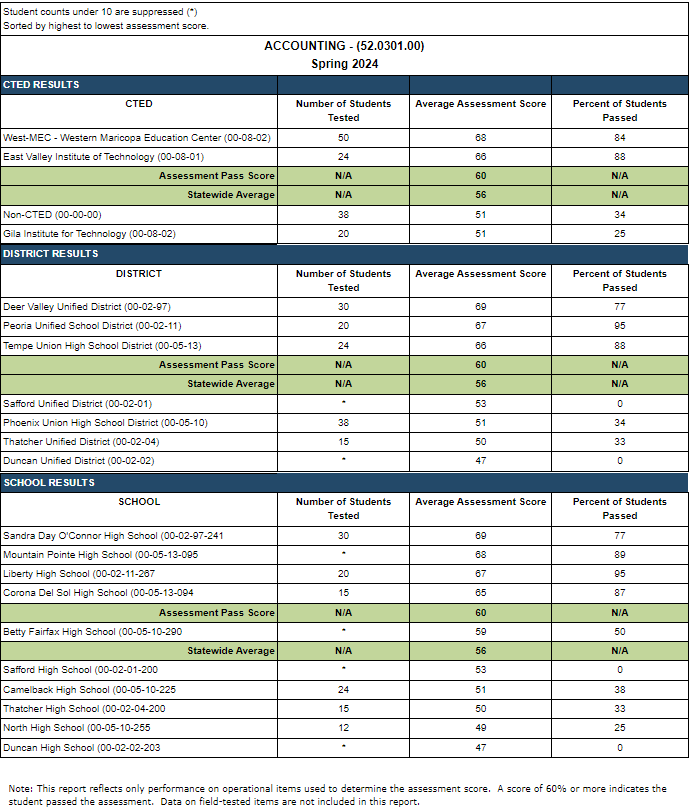 Student counts under 10 are suppressed (*)
Sorted by highest to lowest assessment score.
ACCOUNTING - (52.0301.00)
Spring 2024
CTED RESULTS
CTED Number of Students Tested Average Assessment Score Percent of Students Passed
West-MEC - Western Maricopa Education Center (00-08-02) 50 68 84
East Valley Institute of Technology (00-08-01) 24 66 88
Assessment Pass Score N/A 60 N/A
Statewide Average N/A 56 N/A
Non-CTED (00-00-00) 38 51 34
Gila Institute for Technology (00-08-02) 20 51 25
DISTRICT RESULTS
DISTRICT Number of Students Tested Average Assessment Score Percent of Students Passed
Deer Valley Unified District (00-02-97) 30 69 77
Peoria Unified School District (00-02-11) 20 67 95
Tempe Union High School District (00-05-13) 24 66 88
Assessment Pass Score N/A 60 N/A
Statewide Average N/A 56 N/A
Safford Unified District (00-02-01) * 53 0
Phoenix Union High School District (00-05-10) 38 51 34
Thatcher Unified District (00-02-04) 15 50 33
Duncan Unified District (00-02-02) * 47 0
SCHOOL RESULTS
SCHOOL Number of Students Tested Average Assessment Score Percent of Students Passed
Sandra Day O'Connor High School (00-02-97-241 30 69 77
Mountain Pointe High School (00-05-13-095 * 68 89
Liberty High School (00-02-11-267 20 67 95
Corona Del Sol High School (00-05-13-094 15 65 87
Assessment Pass Score N/A 60 N/A
Betty Fairfax High School (00-05-10-290 * 59 50
Statewide Average N/A 56 N/A
Safford High School (00-02-01-200 * 53 0
Camelback High School (00-05-10-225 24 51 38
Thatcher High School (00-02-04-200 15 50 33
North High School (00-05-10-255 12 49 25
Duncan High School (00-02-02-203 * 47 0
Note: This report reflects only performance on operational items used to determine the assessment score. A score of 60% or more indicates the
student passed the assessment. Data on field-tested items are not included in this report.